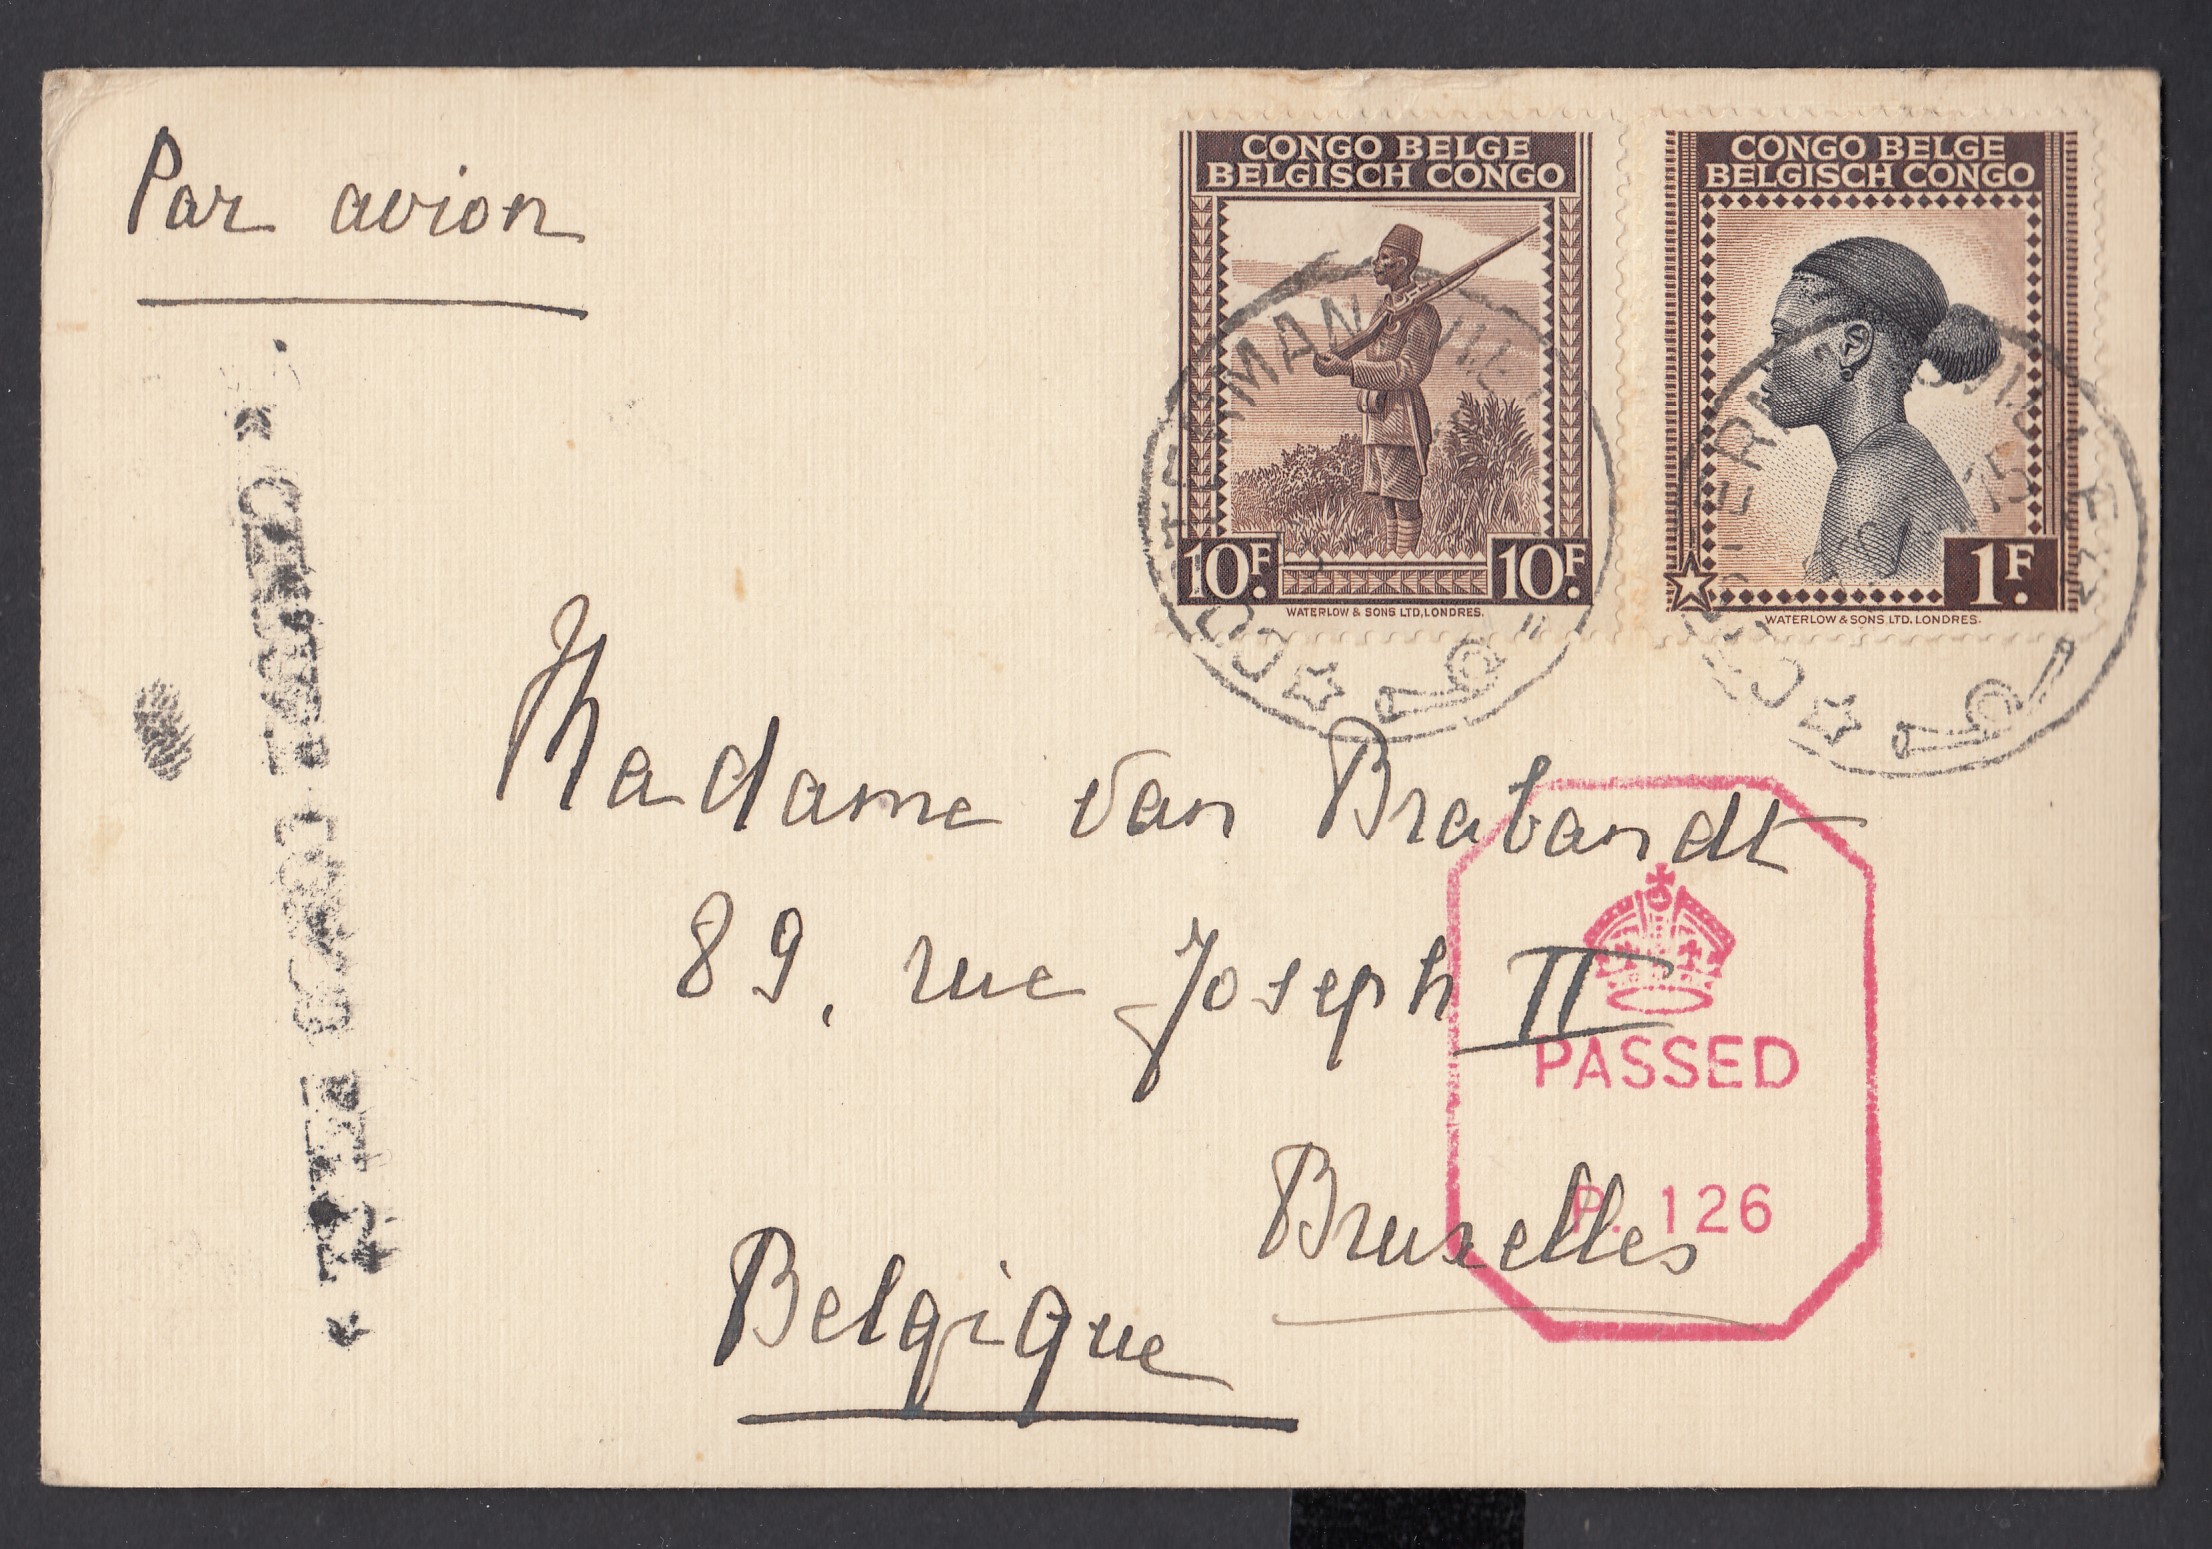 Par avion
CONGO BELGE
BELGISCH CONGO
10F. 10F.
WATERLOW & SONS LTD, LONDRES.
CONGO BELGE
BELGISCH CONGO
1F.
WATERLOW & SONS LTD. LONDRES.
Madame van Brabandt
89, rue Joseph II
Bruxelles
Belgique
PASSED
P. 126